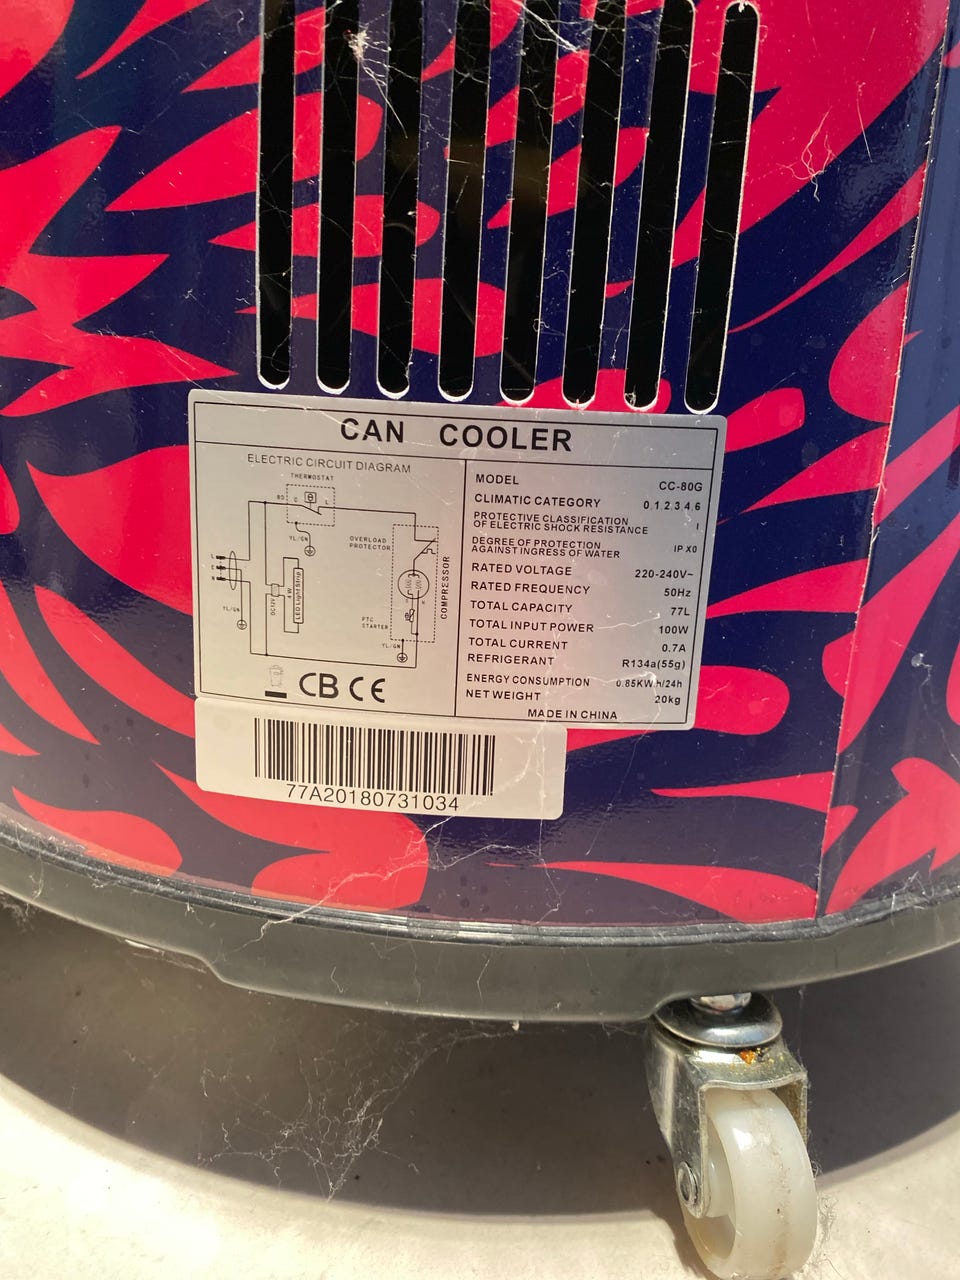 CAN COOLER
ELECTRIC CIRCUIT DIAGRAM
THERMOSTAT
C
L
YL/GN
OVERLOAD
PROTECTOR
COMPRESSOR
L
E
N
DC12V
4W
LED Light Strip
YL/GN
PTC
STARTER
YL/GN
CB CE
MODEL CC-80G
CLIMATIC CATEGORY 0.1.2.3.4.6
PROTECTIVE CLASSIFICATION
OF ELECTRIC SHOCK RESISTANCE I
DEGREE OF PROTECTION
AGAINST INGRESS OF WATER IP X0
RATED VOLTAGE 220-240V~
RATED FREQUENCY 50Hz
TOTAL CAPACITY 77L
TOTAL INPUT POWER 100W
TOTAL CURRENT 0.7A
REFRIGERANT R134a(55g)
ENERGY CONSUMPTION 0.85KW.h/24h
NET WEIGHT 20kg
MADE IN CHINA
77A20180731034